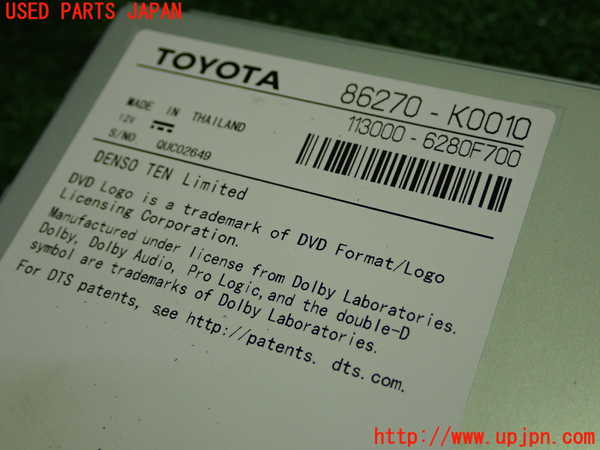 USED PARTS JAPAN
TOYOTA
86270-K0010
113000-6280F700
MADE IN THAILAND
12V
S/NO QUC02649
DENSO TEN Limited
DVD Logo is a trademark of DVD Format/Logo
Licensing Corporation.
Manufactured under license from Dolby Laboratories.
Dolby, Dolby Audio, Pro Logic, and the double-D
symbol are trademarks of Dolby Laboratories.
For DTS patents, see http://patents.dts.com.
http://www.upjpn.com/